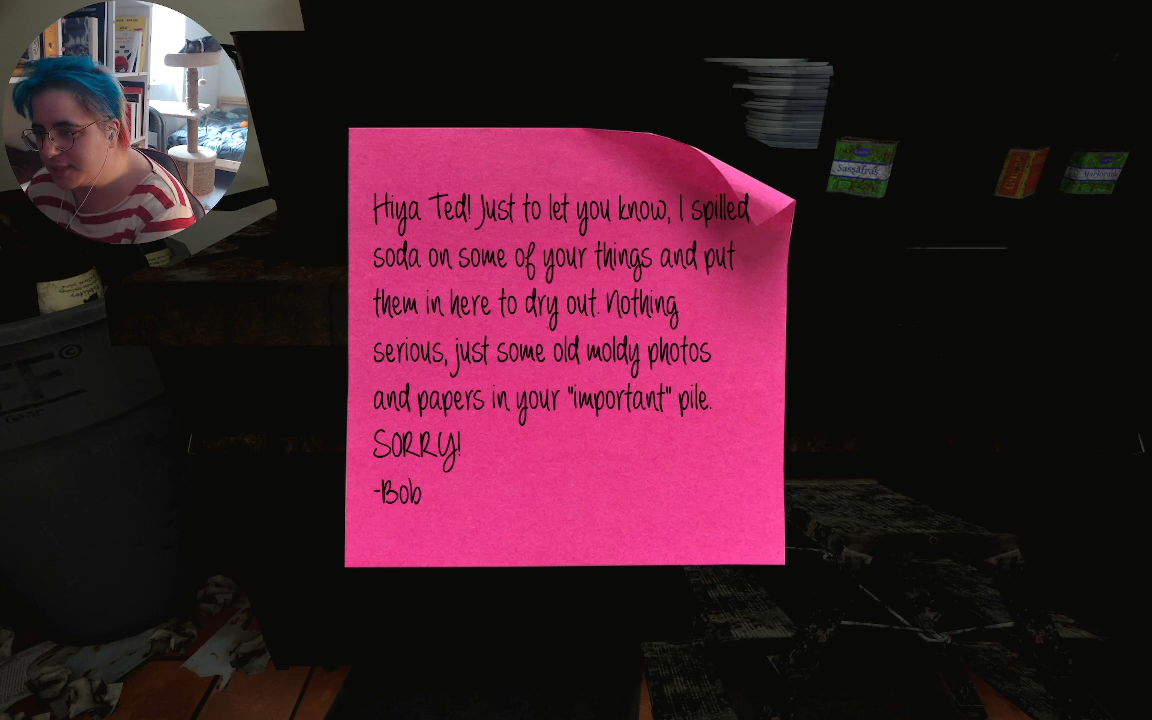 Hiya Ted! Just to let you know, I spilled
soda on some of your things and put
them in here to dry out. Nothing
serious, just some old moldy photos
and papers in your "important" pile.
SORRY!
-Bob
Sassafras